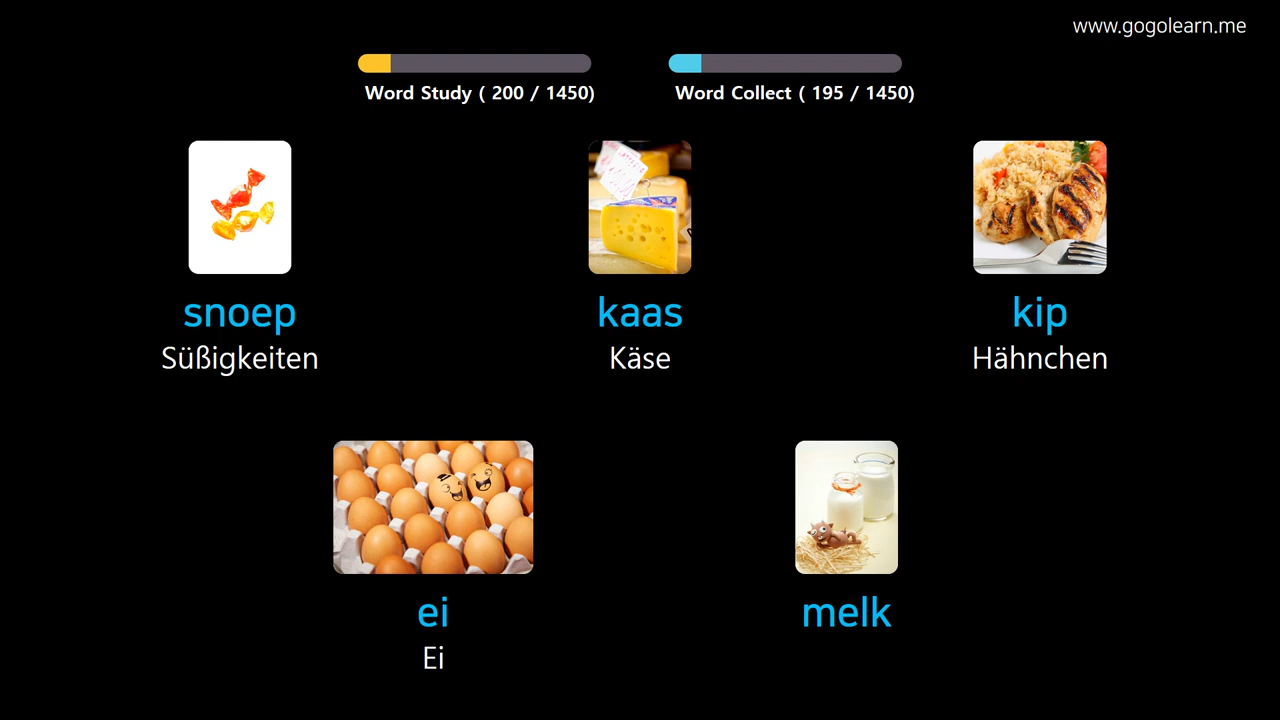 www.gogolearn.me
Word Study ( 200 / 1450)
Word Collect ( 195 / 1450)
snoep
kaas
kip
Süßigkeiten
Käse
Hähnchen
ei
melk
Ei